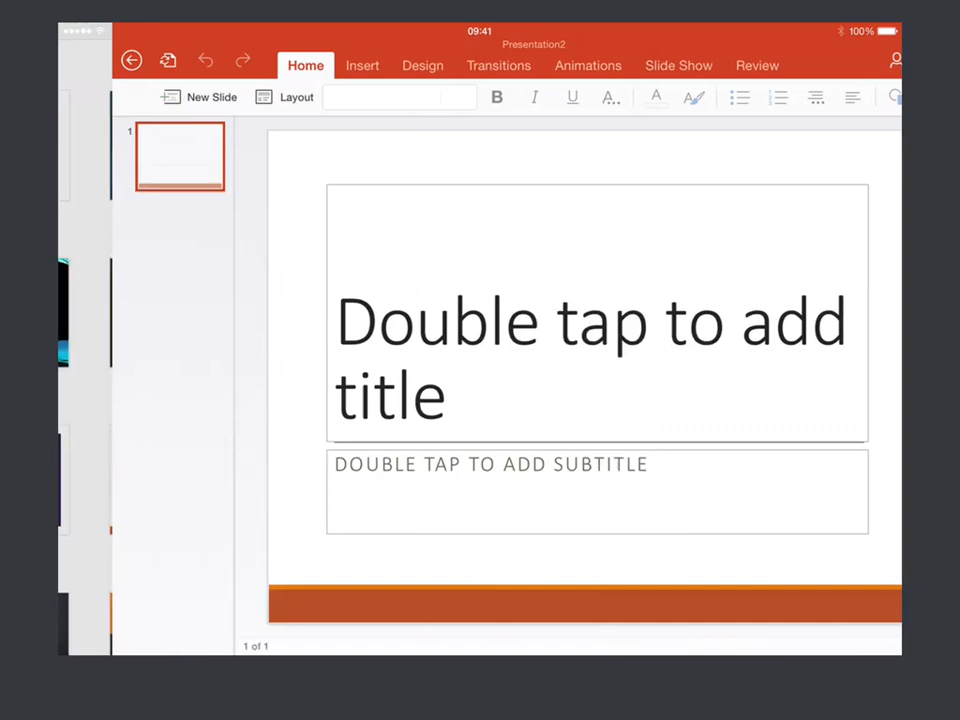 09:41
100%
Presentation2
Home Insert Design Transitions Animations Slide Show Review
New Slide Layout B I U A... A A
1
Double tap to add
title
DOUBLE TAP TO ADD SUBTITLE
1 of 1